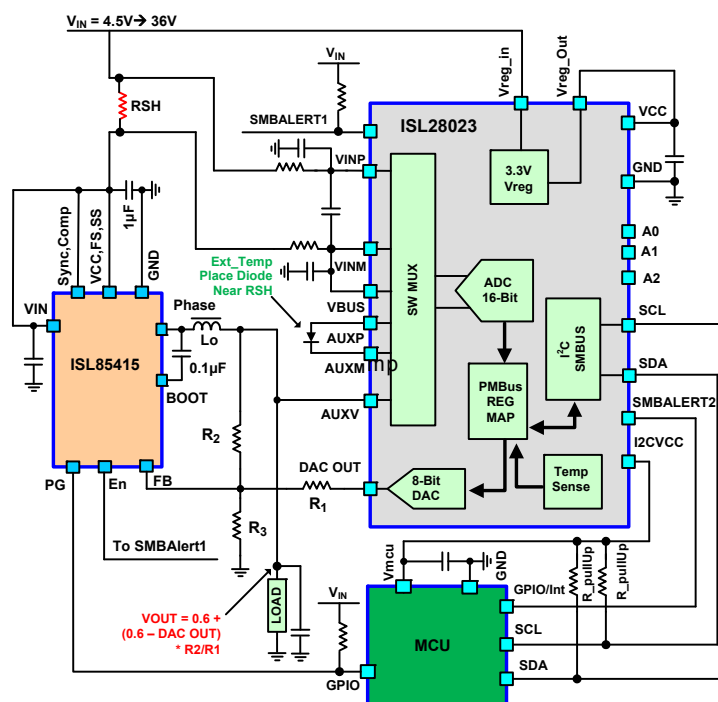 VIN = 4.5V→ 36V
RSH
VIN
SMBALERT1
Vreg_in
Vreg_Out
ISL28023
3.3V
Vreg
VCC
GND
A0
A1
A2
SCL
SDA
SMBALERT2
I2CVCC
VINP
VINM
VBUS
AUXP
AUXM
mp
AUXV
SW MUX
ADC
16-Bit
I2C
SMBUS
PMBus
REG
MAP
Temp
Sense
8-Bit
DAC
DAC OUT
R1
Ext_Temp
Place Diode
Near RSH
Sync,Comp
VCC,FS,SS
1µF
GND
VIN
Phase
Lo
ISL85415
0.1µF
BOOT
R2
R3
PG
En
FB
To SMBAlert1
VOUT = 0.6 +
(0.6 – DAC OUT)
* R2/R1
LOAD
VIN
GPIO
Vmcu
GND
R_pullUp
R_pullUp
GPIO/Int
SCL
SDA
MCU